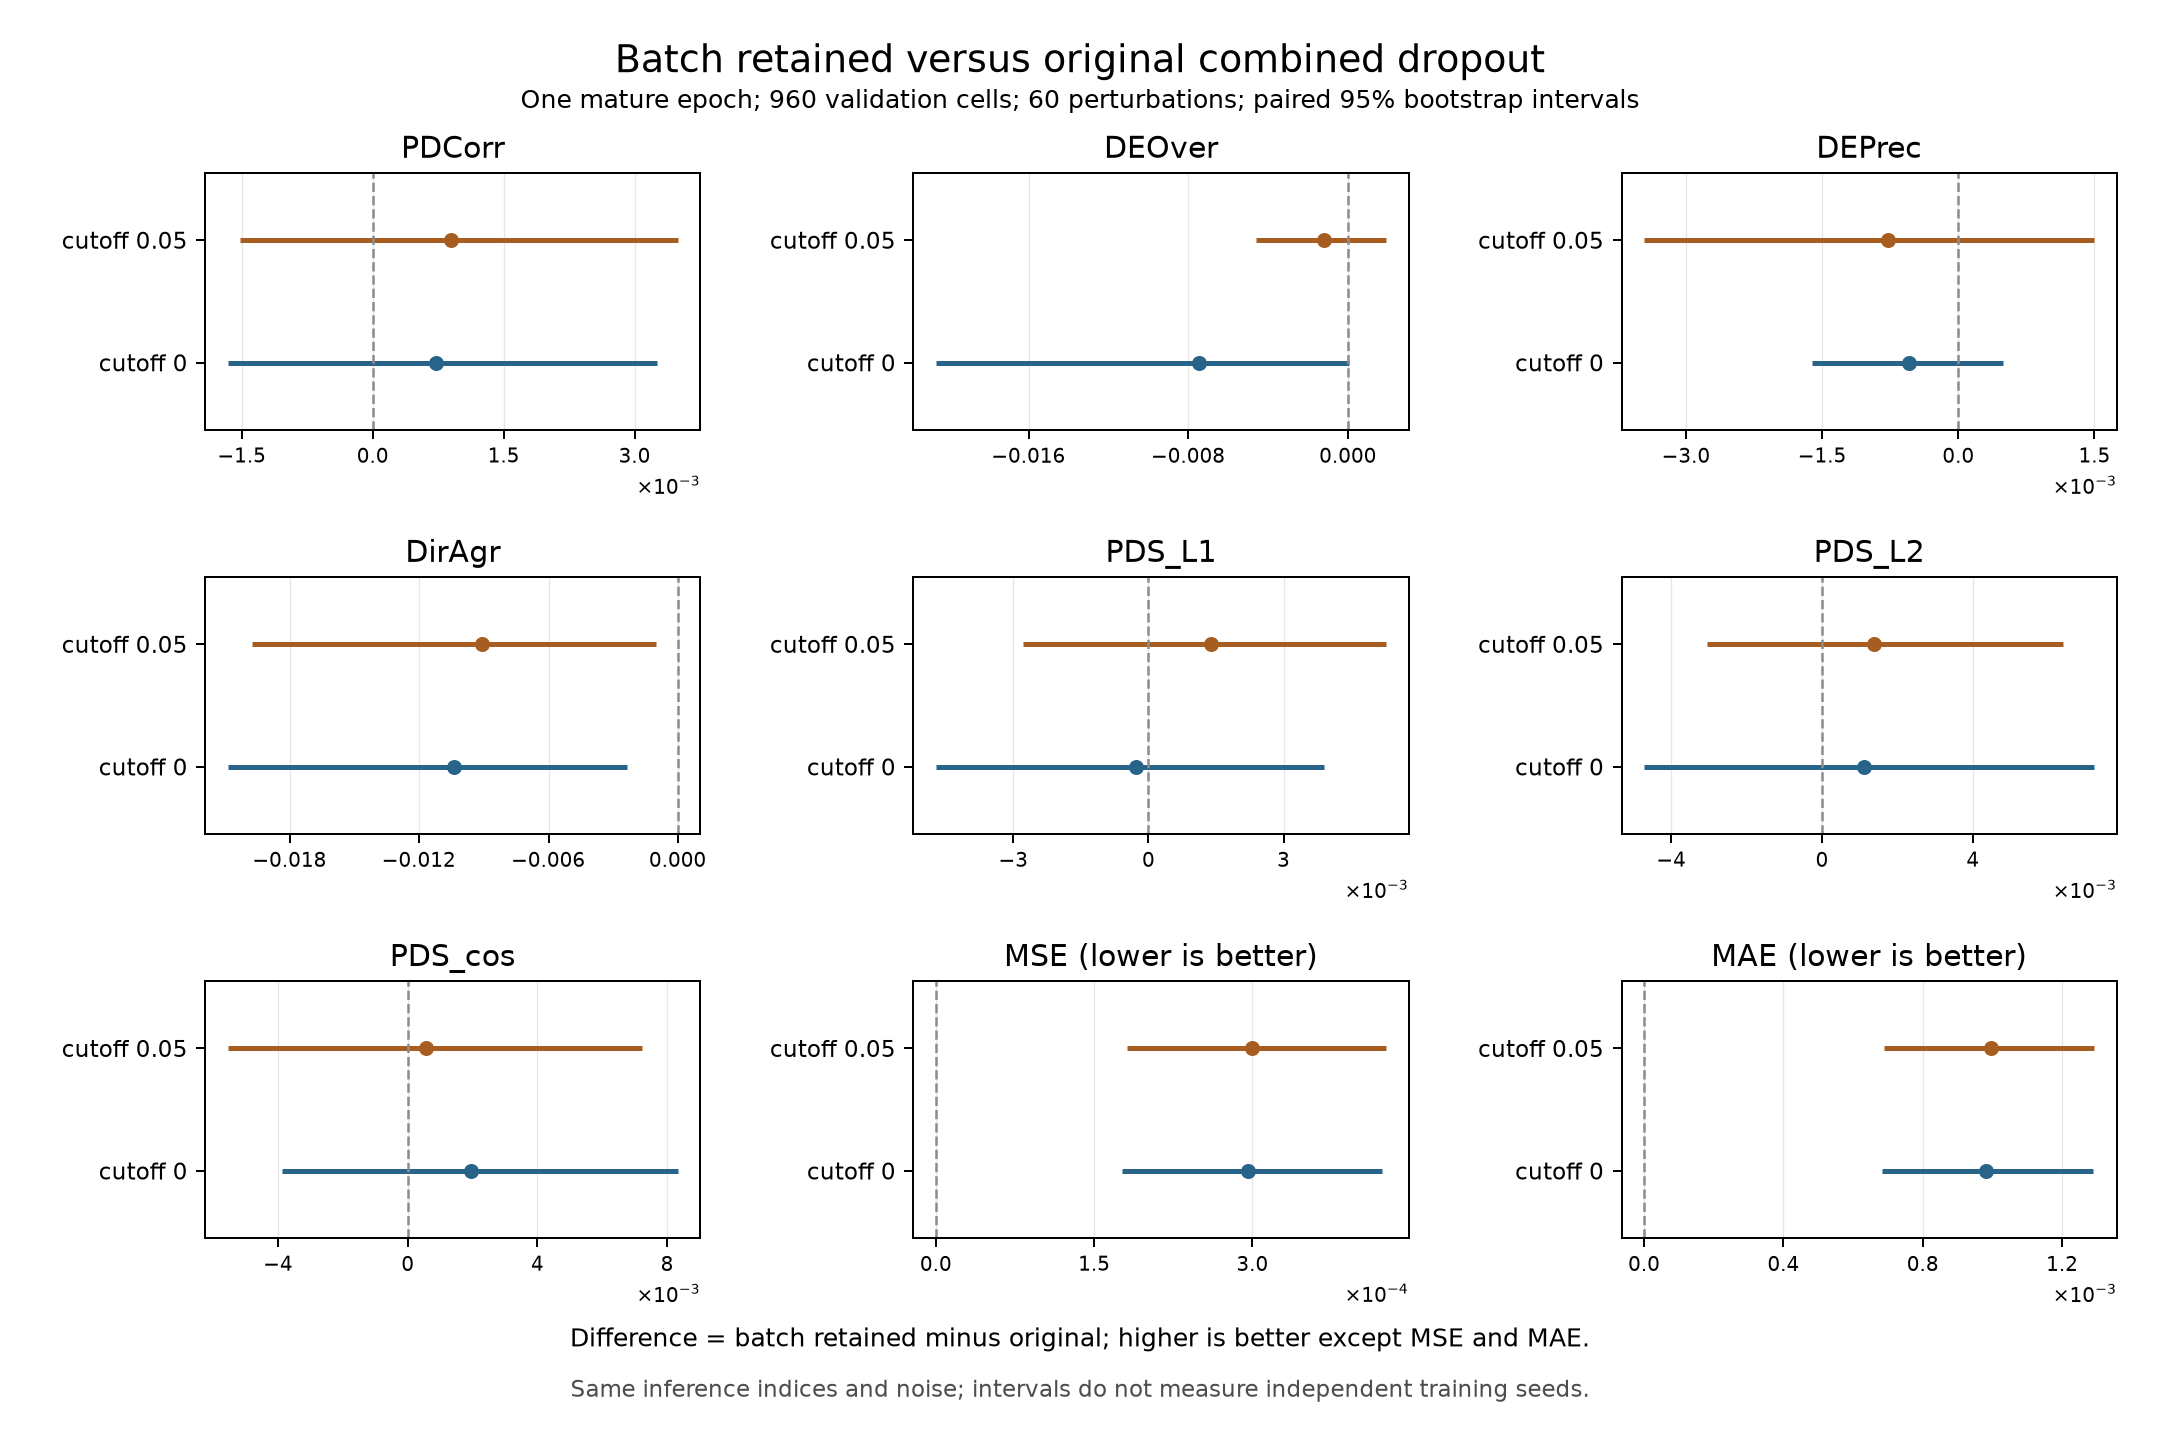 Batch retained versus original combined dropout
One mature epoch; 960 validation cells; 60 perturbations; paired 95% bootstrap intervals
PDCorr
cutoff 0.05
cutoff 0
−1.5 0.0 1.5 3.0
×10⁻³
DEOver
cutoff 0.05
cutoff 0
−0.016 −0.008 0.000
DEPrec
cutoff 0.05
cutoff 0
−3.0 −1.5 0.0 1.5
×10⁻³
DirAgr
cutoff 0.05
cutoff 0
−0.018 −0.012 −0.006 0.000
PDS_L1
cutoff 0.05
cutoff 0
−3 0 3
×10⁻³
PDS_L2
cutoff 0.05
cutoff 0
−4 0 4
×10⁻³
PDS_cos
cutoff 0.05
cutoff 0
−4 0 4 8
×10⁻³
MSE (lower is better)
cutoff 0.05
cutoff 0
0.0 1.5 3.0
×10⁻⁴
MAE (lower is better)
cutoff 0.05
cutoff 0
0.0 0.4 0.8 1.2
×10⁻³
Difference = batch retained minus original; higher is better except MSE and MAE.
Same inference indices and noise; intervals do not measure independent training seeds.